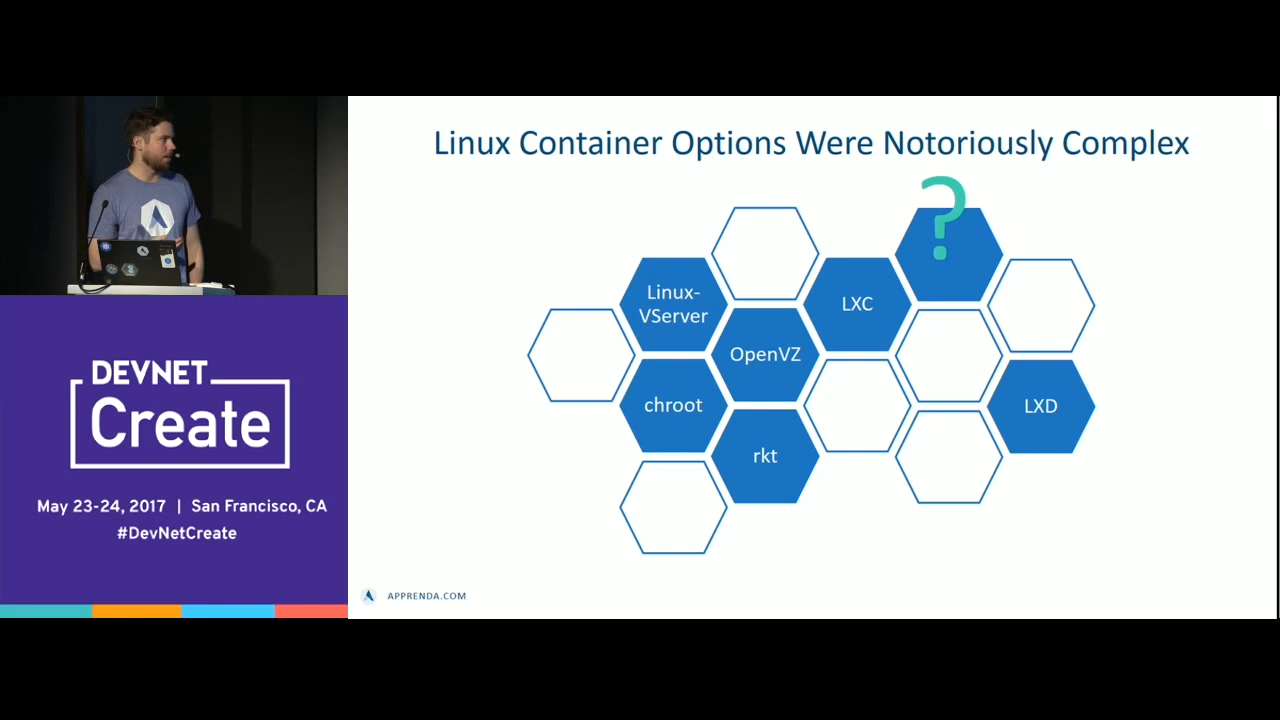 Linux Container Options Were Notoriously Complex
?
Linux-
VServer
LXC
OpenVZ
chroot
LXD
rkt
APPRENDA.COM
DEVNET
Create
May 23-24, 2017 | San Francisco, CA
#DevNetCreate